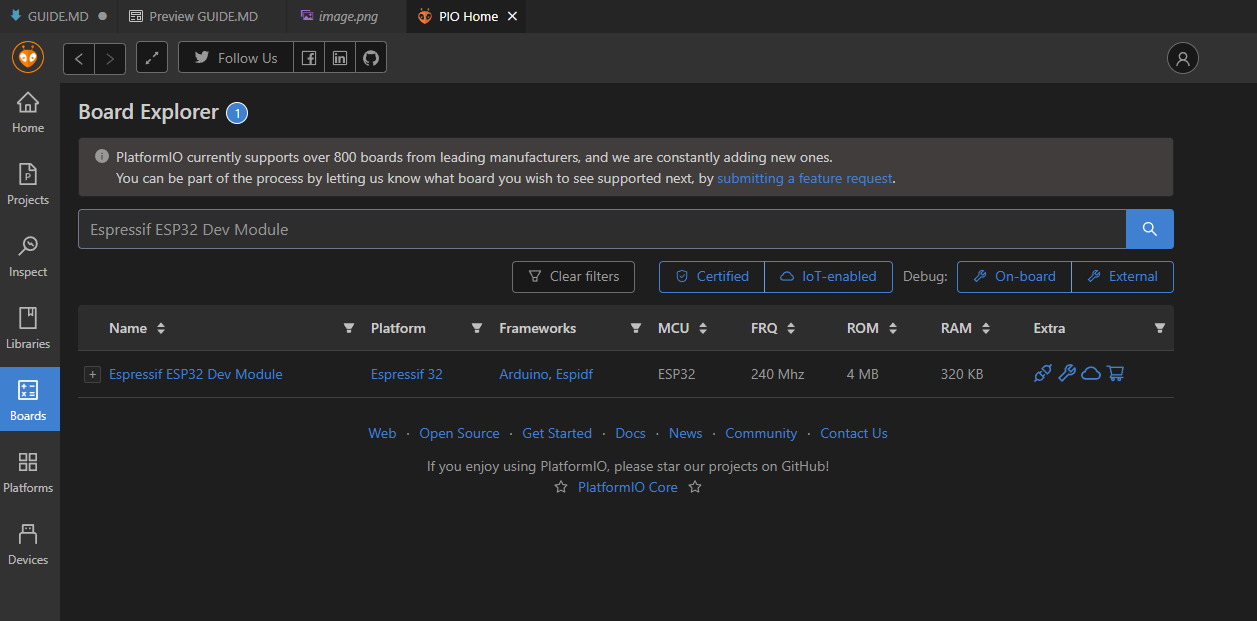 GUIDE.MD
Preview GUIDE.MD
image.png
PIO Home
Follow Us
Home
Projects
Inspect
Libraries
Boards
Platforms
Devices
Board Explorer 1
PlatformIO currently supports over 800 boards from leading manufacturers, and we are constantly adding new ones.
You can be part of the process by letting us know what board you wish to see supported next, by submitting a feature request.
Espressif ESP32 Dev Module
Clear filters Certified IoT-enabled Debug: On-board External
Name Platform Frameworks MCU FRQ ROM RAM Extra
Espressif ESP32 Dev Module Espressif 32 Arduino, Espidf ESP32 240 Mhz 4 MB 320 KB
Web · Open Source · Get Started · Docs · News · Community · Contact Us
If you enjoy using PlatformIO, please star our projects on GitHub!
PlatformIO Core